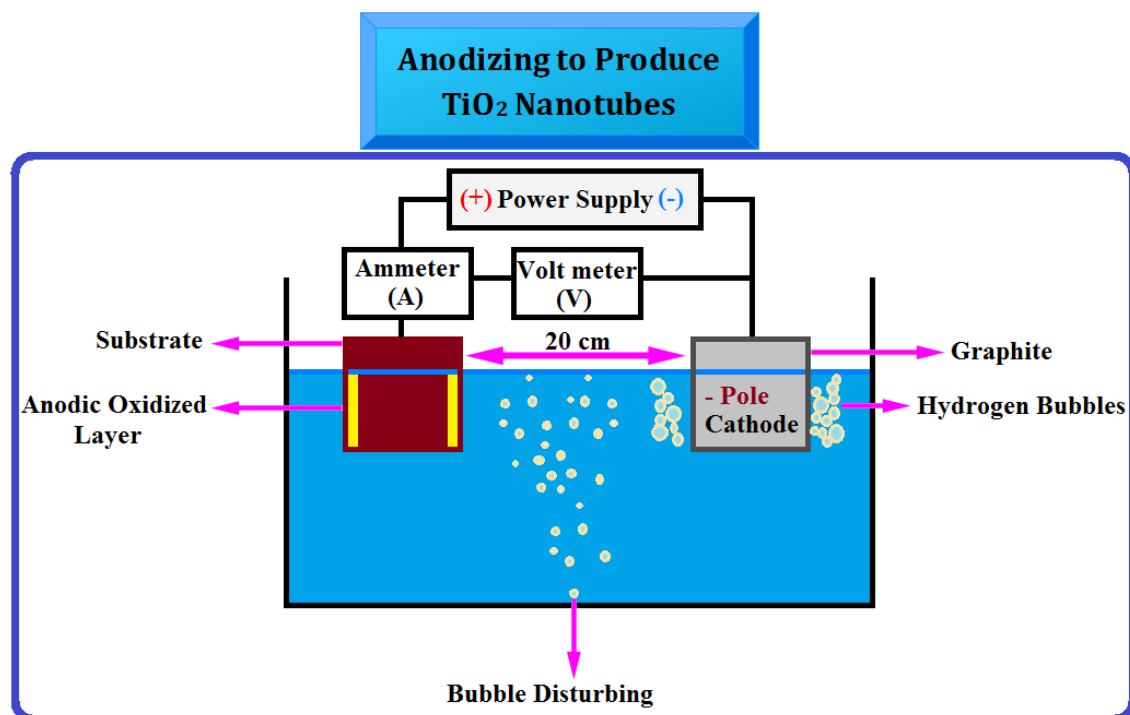 Anodizing to Produce
TiO₂ Nanotubes
(+) Power Supply (-)
Ammeter
(A)
Volt meter
(V)
Substrate
20 cm
Graphite
Anodic Oxidized
Layer
- Pole
Cathode
Hydrogen Bubbles
Bubble Disturbing